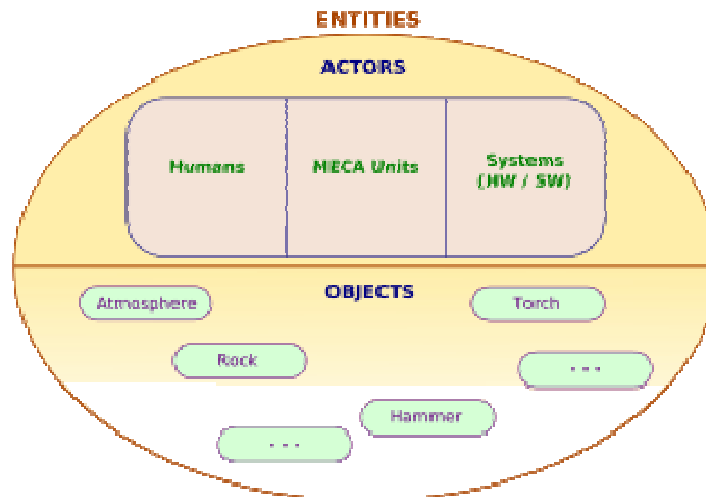 ENTITIES
ACTORS
Humans
MECA Units
Systems
(HW / SW)
OBJECTS
Atmosphere
Torch
Rock
- - -
Hammer
- - -